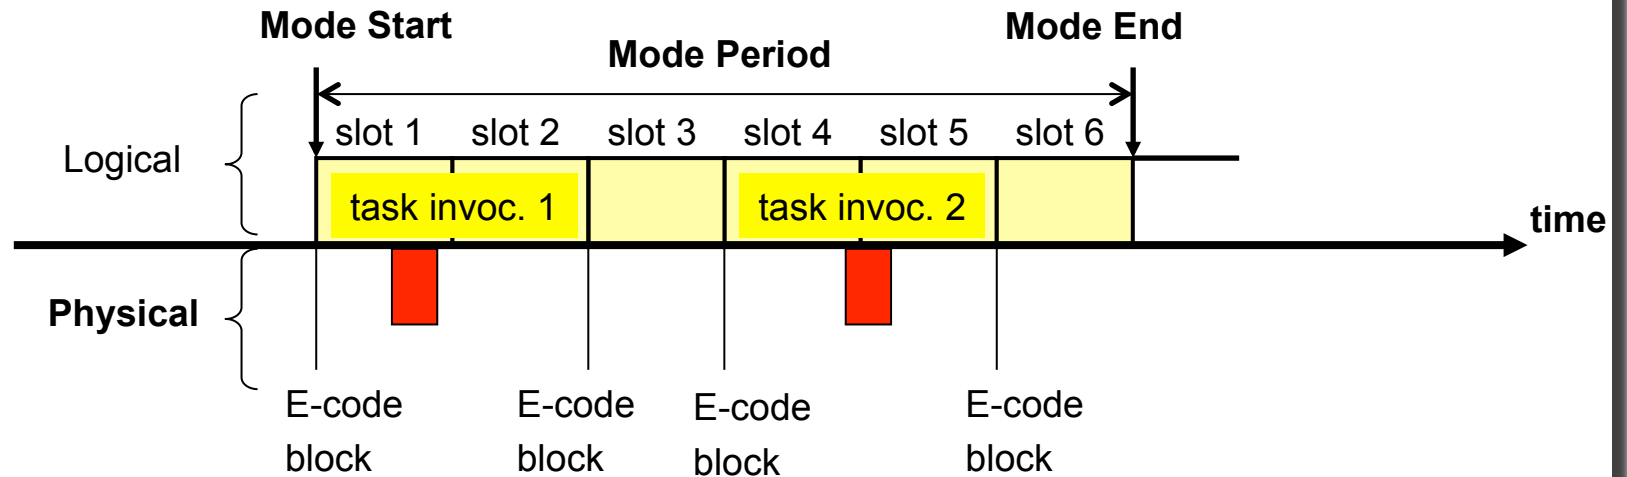 Mode Start
Mode End
Mode Period
slot 1
slot 2
slot 3
slot 4
slot 5
slot 6
Logical
task invoc. 1
task invoc. 2
time
Physical
E-code
block
E-code
block
E-code
block
E-code
block